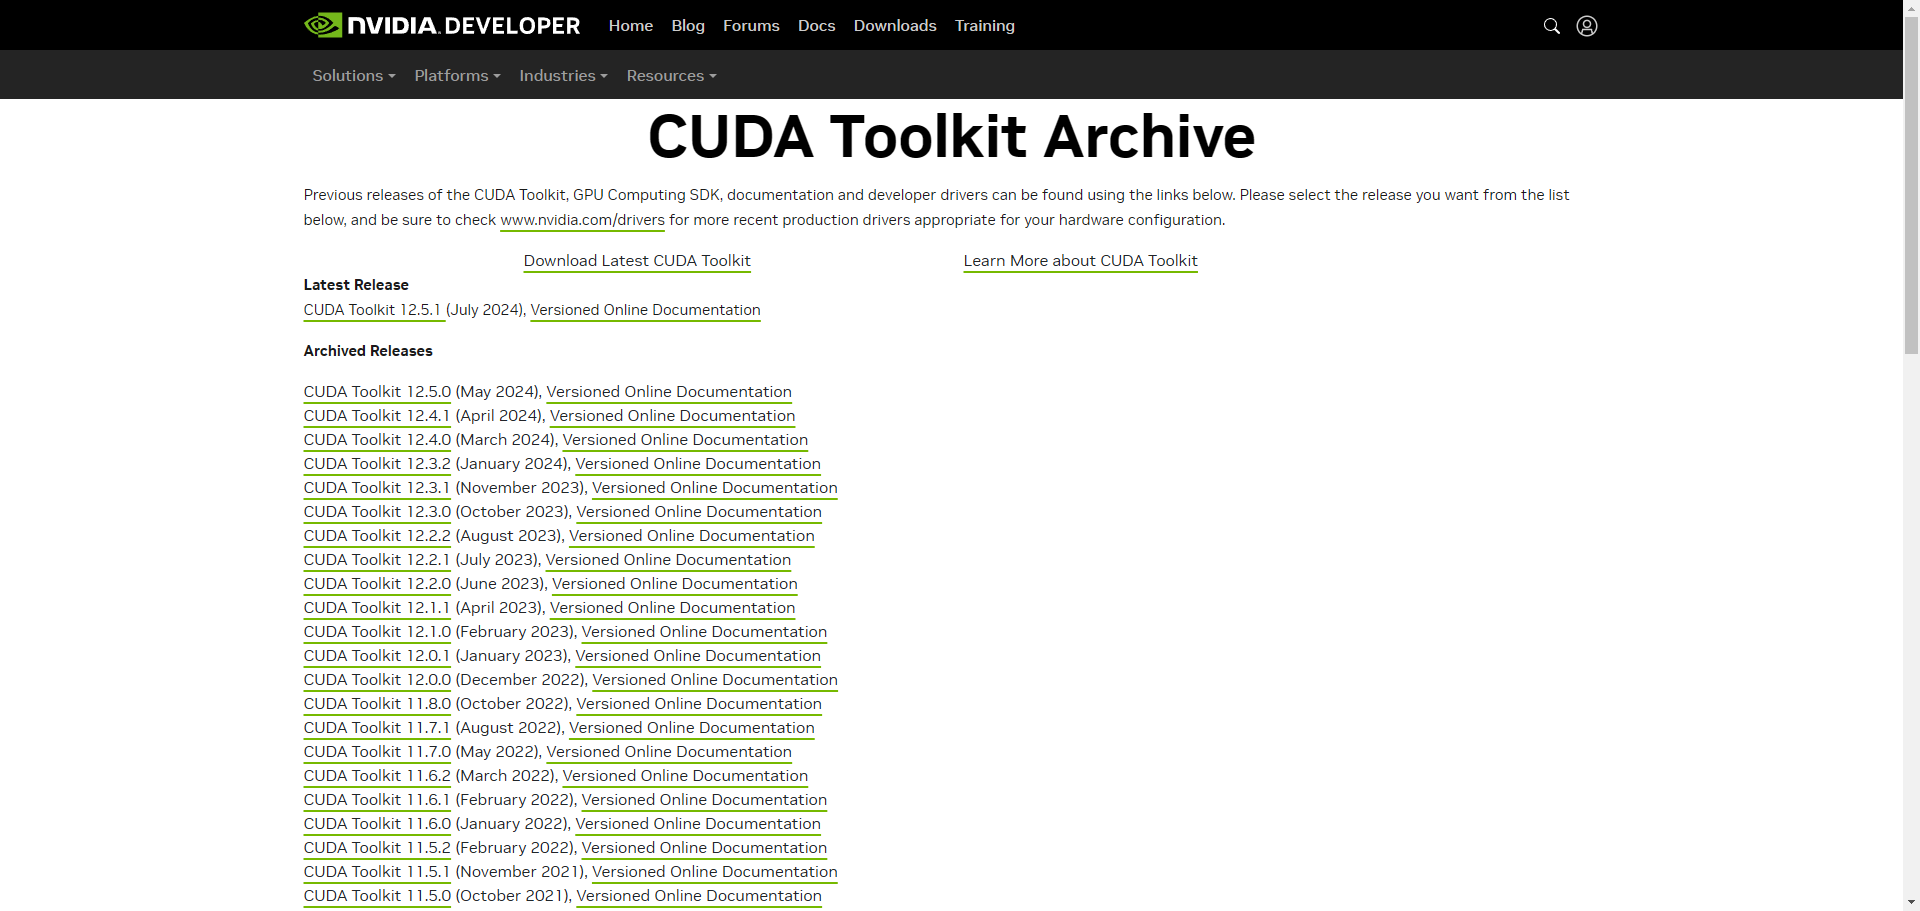 NVIDIA. DEVELOPER Home Blog Forums Docs Downloads Training
Solutions Platforms Industries Resources
CUDA Toolkit Archive
Previous releases of the CUDA Toolkit, GPU Computing SDK, documentation and developer drivers can be found using the links below. Please select the release you want from the list
below, and be sure to check www.nvidia.com/drivers for more recent production drivers appropriate for your hardware configuration.
Download Latest CUDA Toolkit Learn More about CUDA Toolkit
Latest Release
CUDA Toolkit 12.5.1 (July 2024), Versioned Online Documentation
Archived Releases
CUDA Toolkit 12.5.0 (May 2024), Versioned Online Documentation
CUDA Toolkit 12.4.1 (April 2024), Versioned Online Documentation
CUDA Toolkit 12.4.0 (March 2024), Versioned Online Documentation
CUDA Toolkit 12.3.2 (January 2024), Versioned Online Documentation
CUDA Toolkit 12.3.1 (November 2023), Versioned Online Documentation
CUDA Toolkit 12.3.0 (October 2023), Versioned Online Documentation
CUDA Toolkit 12.2.2 (August 2023), Versioned Online Documentation
CUDA Toolkit 12.2.1 (July 2023), Versioned Online Documentation
CUDA Toolkit 12.2.0 (June 2023), Versioned Online Documentation
CUDA Toolkit 12.1.1 (April 2023), Versioned Online Documentation
CUDA Toolkit 12.1.0 (February 2023), Versioned Online Documentation
CUDA Toolkit 12.0.1 (January 2023), Versioned Online Documentation
CUDA Toolkit 12.0.0 (December 2022), Versioned Online Documentation
CUDA Toolkit 11.8.0 (October 2022), Versioned Online Documentation
CUDA Toolkit 11.7.1 (August 2022), Versioned Online Documentation
CUDA Toolkit 11.7.0 (May 2022), Versioned Online Documentation
CUDA Toolkit 11.6.2 (March 2022), Versioned Online Documentation
CUDA Toolkit 11.6.1 (February 2022), Versioned Online Documentation
CUDA Toolkit 11.6.0 (January 2022), Versioned Online Documentation
CUDA Toolkit 11.5.2 (February 2022), Versioned Online Documentation
CUDA Toolkit 11.5.1 (November 2021), Versioned Online Documentation
CUDA Toolkit 11.5.0 (October 2021), Versioned Online Documentation